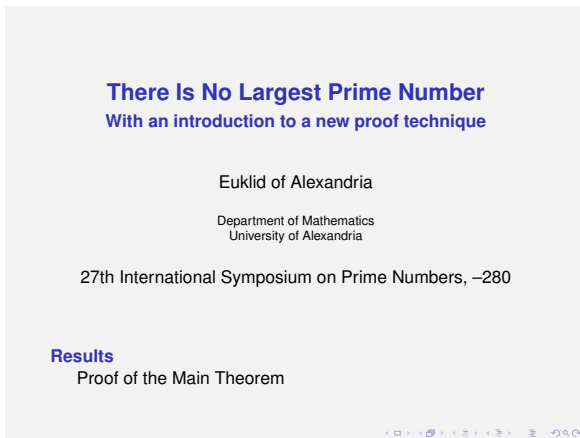 There Is No Largest Prime Number
With an introduction to a new proof technique
Euklid of Alexandria
Department of Mathematics
University of Alexandria
27th International Symposium on Prime Numbers, –280
Results
Proof of the Main Theorem